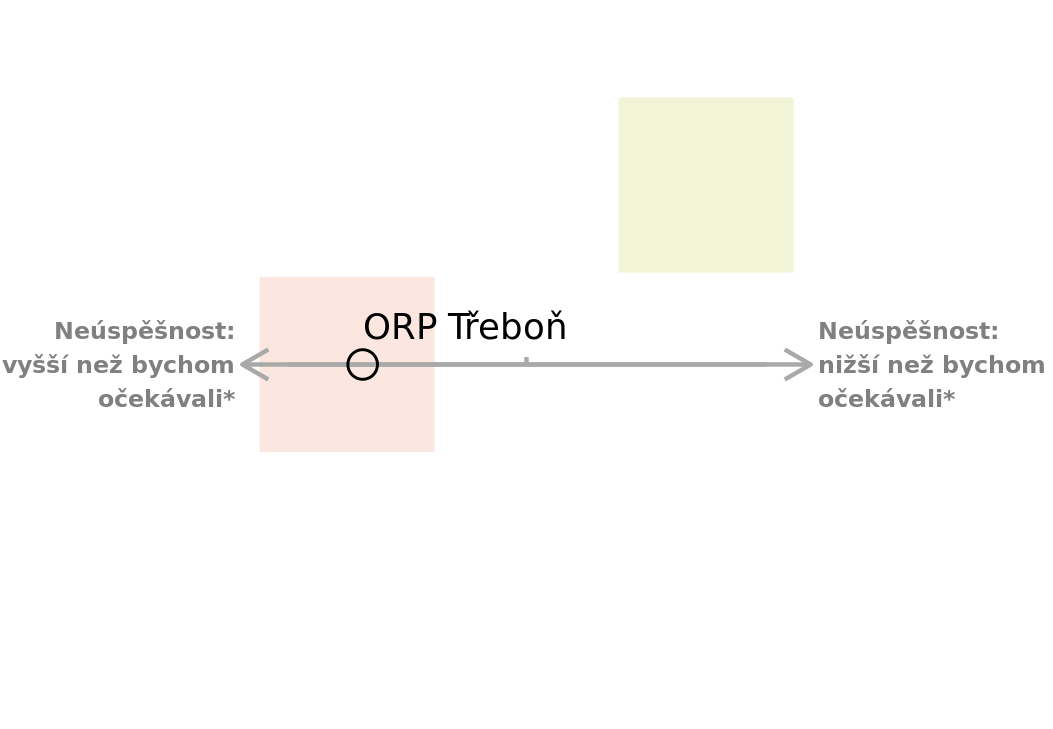 ORP Třeboň
Neúspěšnost:
vyšší než bychom
očekávali*
Neúspěšnost:
nižší než bychom
očekávali*